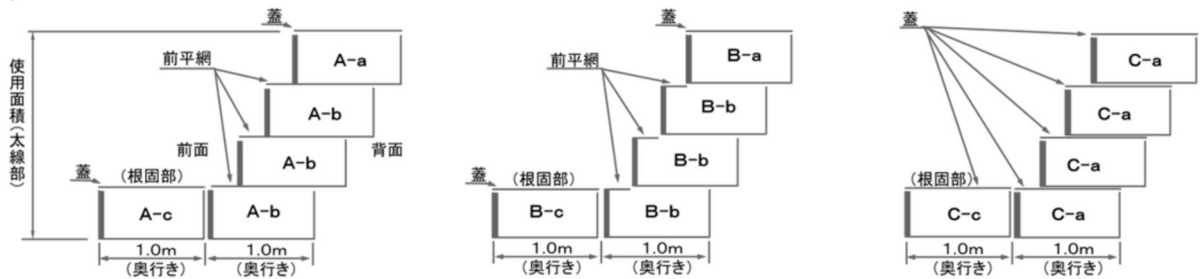 蓋
A-a
前平網
A-b
使用面積(太線部)
前面
A-b
背面
蓋
(根固部)
A-c
A-b
1.0m
(奥行き)
1.0m
(奥行き)
蓋
B-a
前平網
B-b
B-b
蓋
(根固部)
B-c
B-b
1.0m
(奥行き)
1.0m
(奥行き)
蓋
C-a
C-a
C-a
(根固部)
C-c
C-a
1.0m
(奥行き)
1.0m
(奥行き)